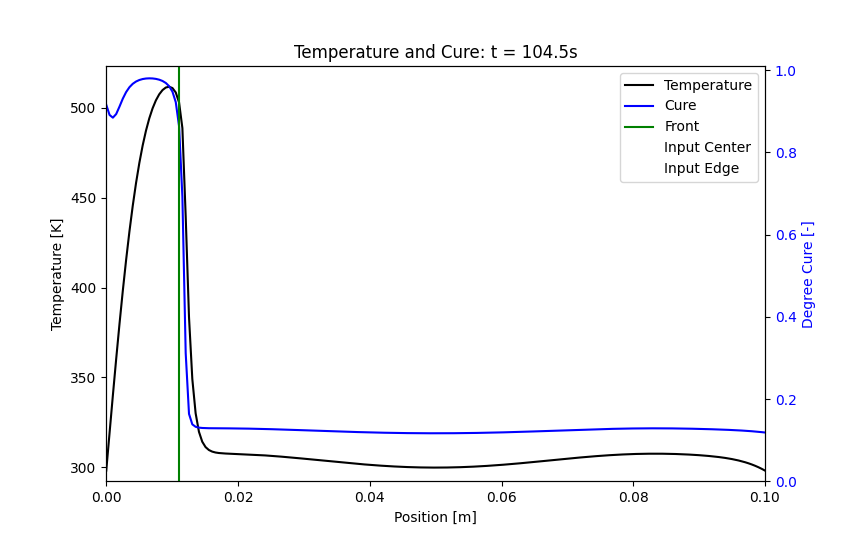 Temperature and Cure: t = 104.5s
Temperature
Cure
Front
Input Center
Input Edge
500
450
400
350
300
Temperature [K]
1.0
0.8
0.6
0.4
0.2
0.0
Degree Cure [-]
0.00 0.02 0.04 0.06 0.08 0.10
Position [m]